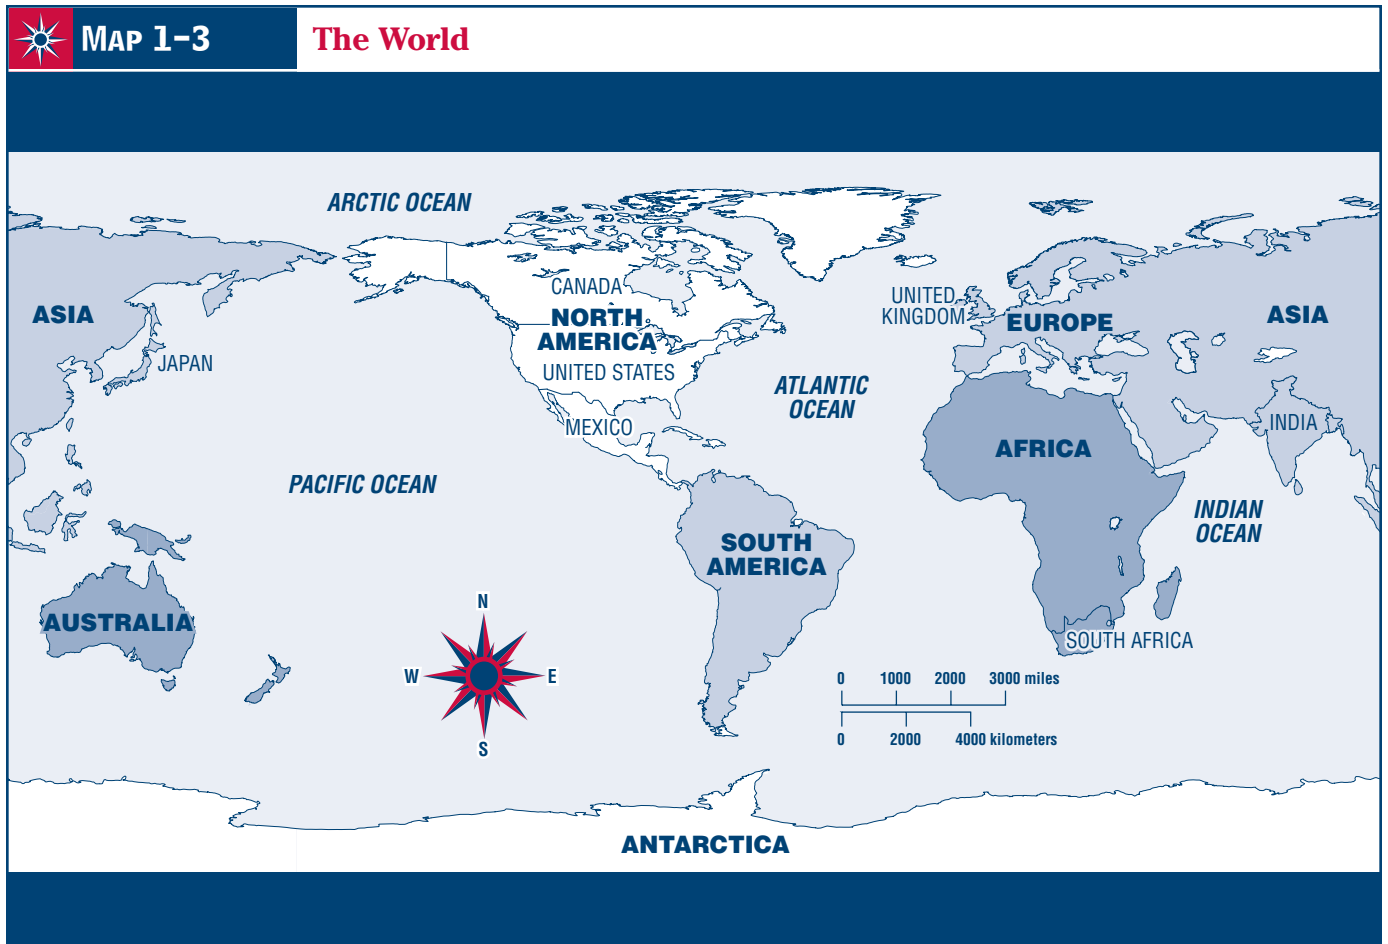 MAP 1–3
The World
ARCTIC OCEAN
CANADA
NORTH
AMERICA
UNITED STATES
MEXICO
ASIA
JAPAN
UNITED
KINGDOM
EUROPE
ASIA
ATLANTIC
OCEAN
INDIA
AFRICA
PACIFIC OCEAN
INDIAN
OCEAN
SOUTH
AMERICA
AUSTRALIA
SOUTH AFRICA
N
W
E
S
0 1000 2000 3000 miles
0 2000 4000 kilometers
ANTARCTICA